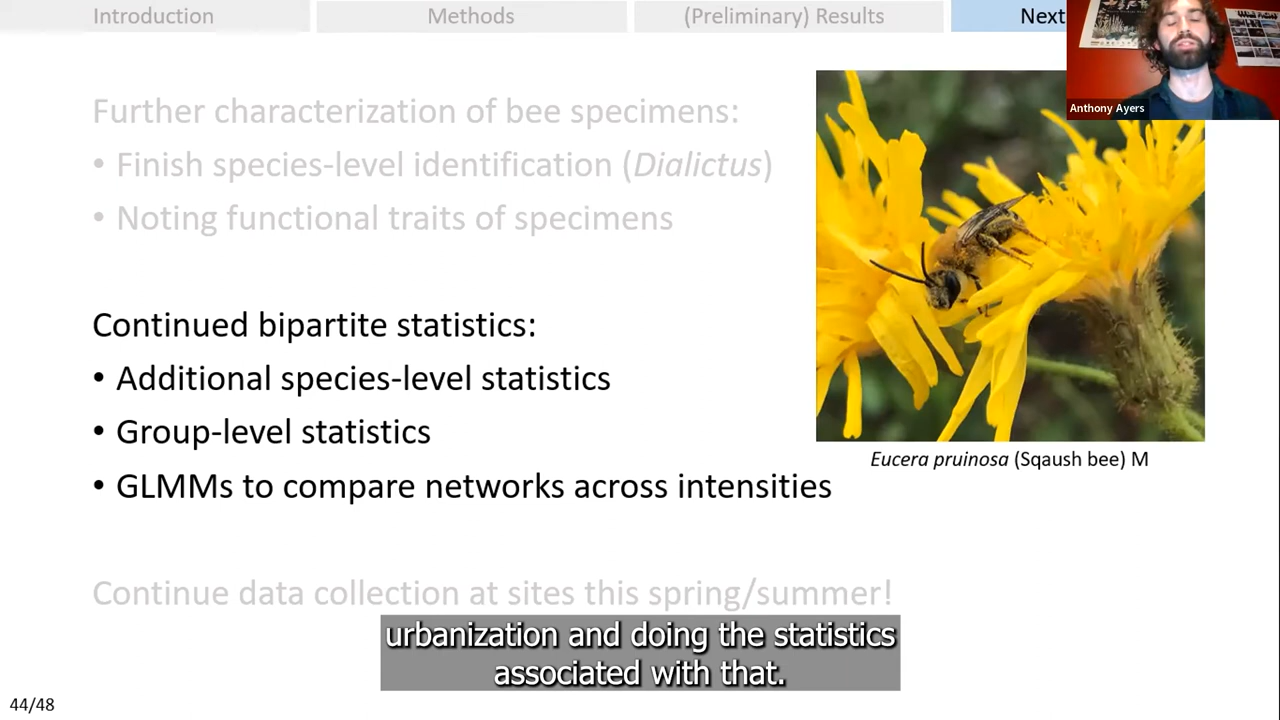 Introduction
Methods
(Preliminary) Results
Next
Anthony Ayers
Further characterization of bee specimens:
• Finish species-level identification (Dialictus)
• Noting functional traits of specimens
Continued bipartite statistics:
• Additional species-level statistics
• Group-level statistics
• GLMMs to compare networks across intensities
Eucera pruinosa (Sqaush bee) M
Continue data collection at sites this spring/summer!
urbanization and doing the statistics
associated with that.
44/48